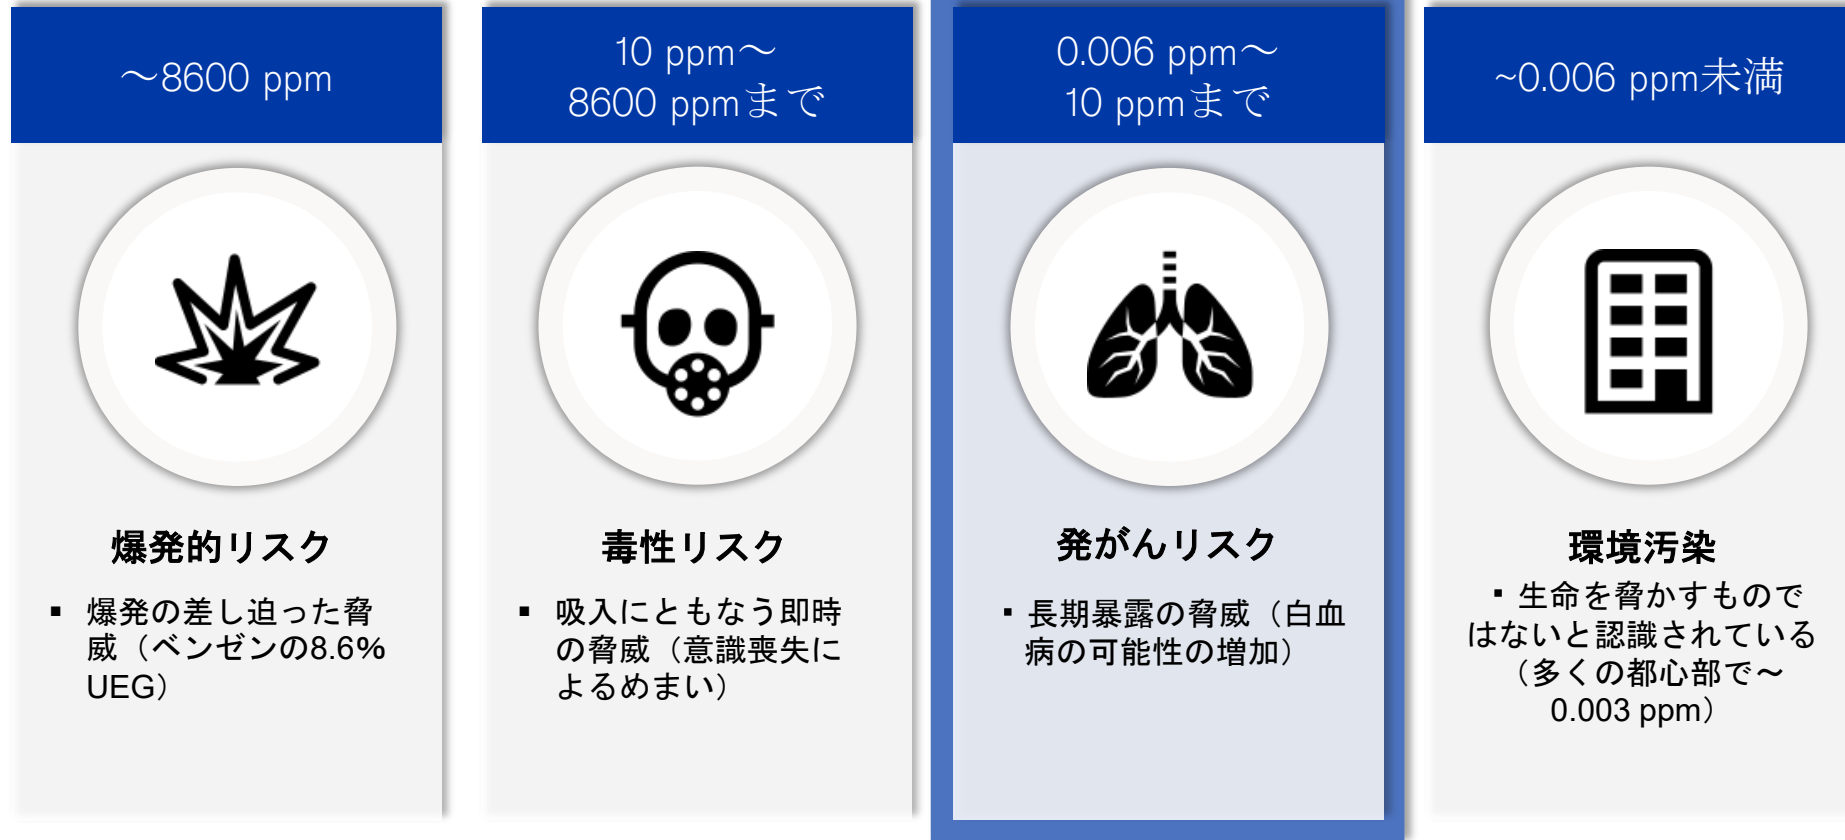 ～8600 ppm
爆発的リスク
▪ 爆発の差し迫った脅
威（ベンゼンの8.6%
UEG）
10 ppm～
8600 ppmまで
毒性リスク
▪ 吸入にともなう即時
の脅威（意識喪失に
よるめまい）
0.006 ppm～
10 ppmまで
発がんリスク
▪ 長期暴露の脅威（白血
病の可能性の増加）
~0.006 ppm未満
環境汚染
▪ 生命を脅かすもので
はないと認識されている
（多くの都心部で～
0.003 ppm）